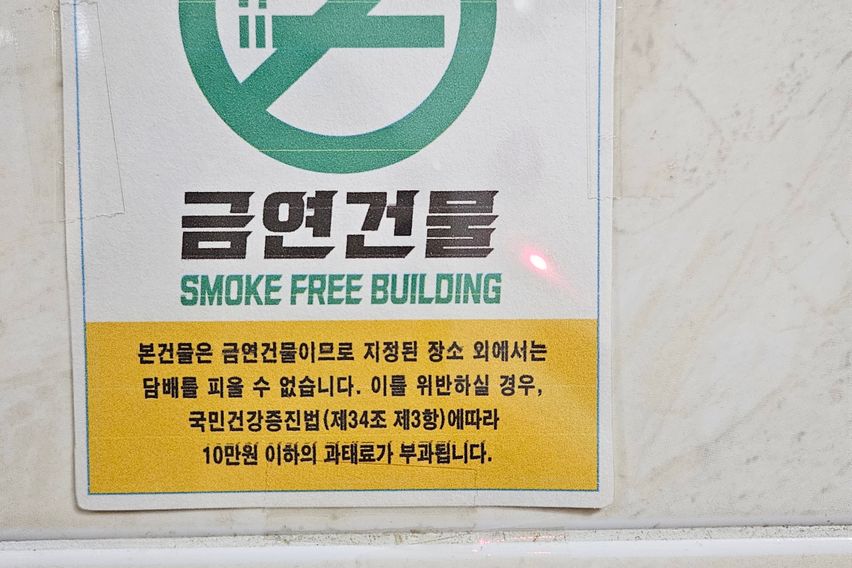 금연건물
SMOKE FREE BUILDING
본건물은 금연건물이므로 지정된 장소 외에서는
담배를 피울 수 없습니다. 이를 위반하실 경우,
국민건강증진법(제34조 제3항)에따라
10만원 이하의 과태료가 부과됩니다.